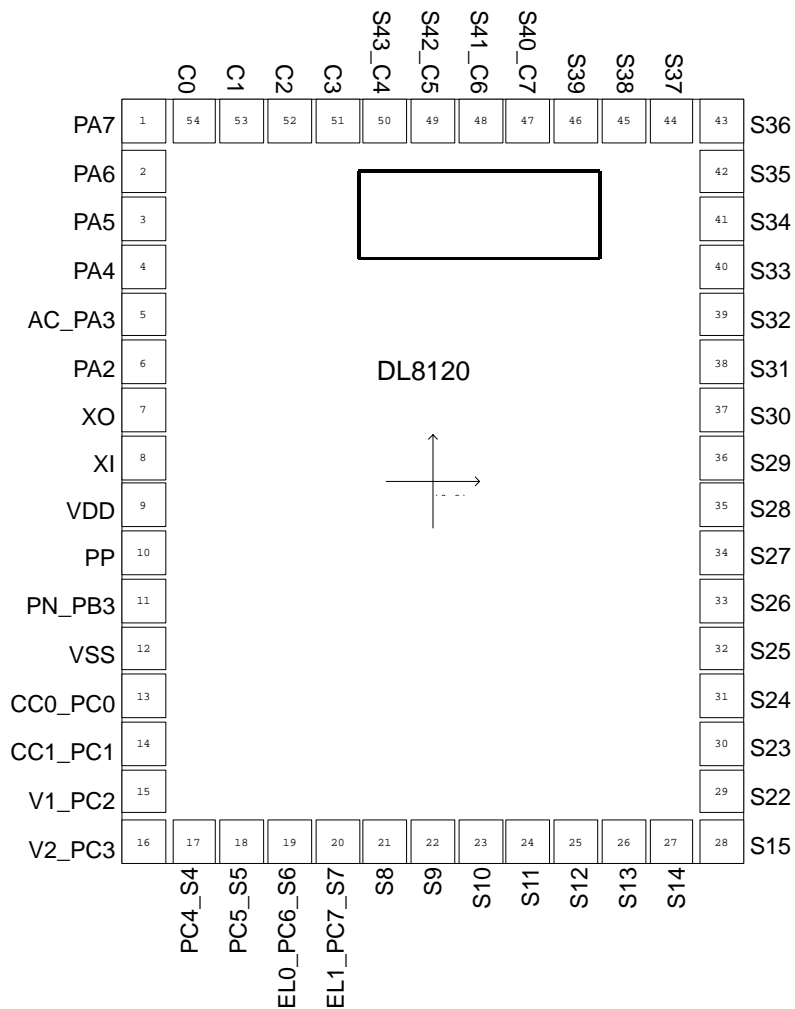 S43_C4
S42_C5
S41_C6
S40_C7
C0
C1
C2
C3
S39
S38
S37
PA7 1 54 53 52 51 50 49 48 47 46 45 44 43 S36
PA6 2 42 S35
PA5 3 41 S34
PA4 4 40 S33
AC_PA3 5 39 S32
PA2 6 38 S31
DL8120
XO 7 37 S30
XI 8 36 S29
VDD 9 35 S28
PP 10 34 S27
PN_PB3 11 33 S26
VSS 12 32 S25
CC0_PC0 13 31 S24
CC1_PC1 14 30 S23
V1_PC2 15 29 S22
V2_PC3 16 17 18 19 20 21 22 23 24 25 26 27 28 S15
PC4_S4
PC5_S5
EL0_PC6_S6
EL1_PC7_S7
S8
S9
S10
S11
S12
S13
S14